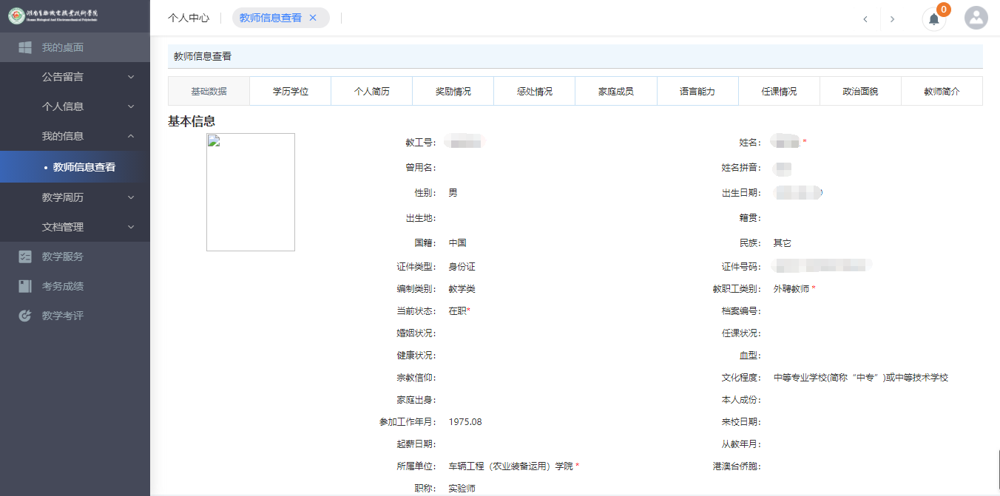 湖南生物机电职业技术学院
Hunan Biological And Electromechanical Polytechnic
个人中心
教师信息查看 ×
0
我的桌面
公告留言
个人信息
我的信息
• 教师信息查看
教学周历
文档管理
教学服务
考务成绩
教学考评
教师信息查看
基础数据 学历学位 个人简历 奖励情况 惩处情况 家庭成员 语言能力 任课情况 政治面貌 教师简介
基本信息
教工号: 姓名: *
曾用名: 姓名拼音:
性别: 男 出生日期:
出生地: 籍贯:
国籍: 中国 民族: 其它
证件类型: 身份证 证件号码:
编制类别: 教学类 教职工类别: 外聘教师 *
当前状态: 在职* 档案编号:
婚姻状况: 任课状况:
健康状况: 血型:
宗教信仰: 文化程度: 中等专业学校(简称“中专”)或中等技术学校
家庭出身: 本人成份:
参加工作年月: 1975.08 来校日期:
起薪日期: 从教年月:
所属单位: 车辆工程（农业装备运用）学院 * 港澳台侨胞:
职称: 实验师